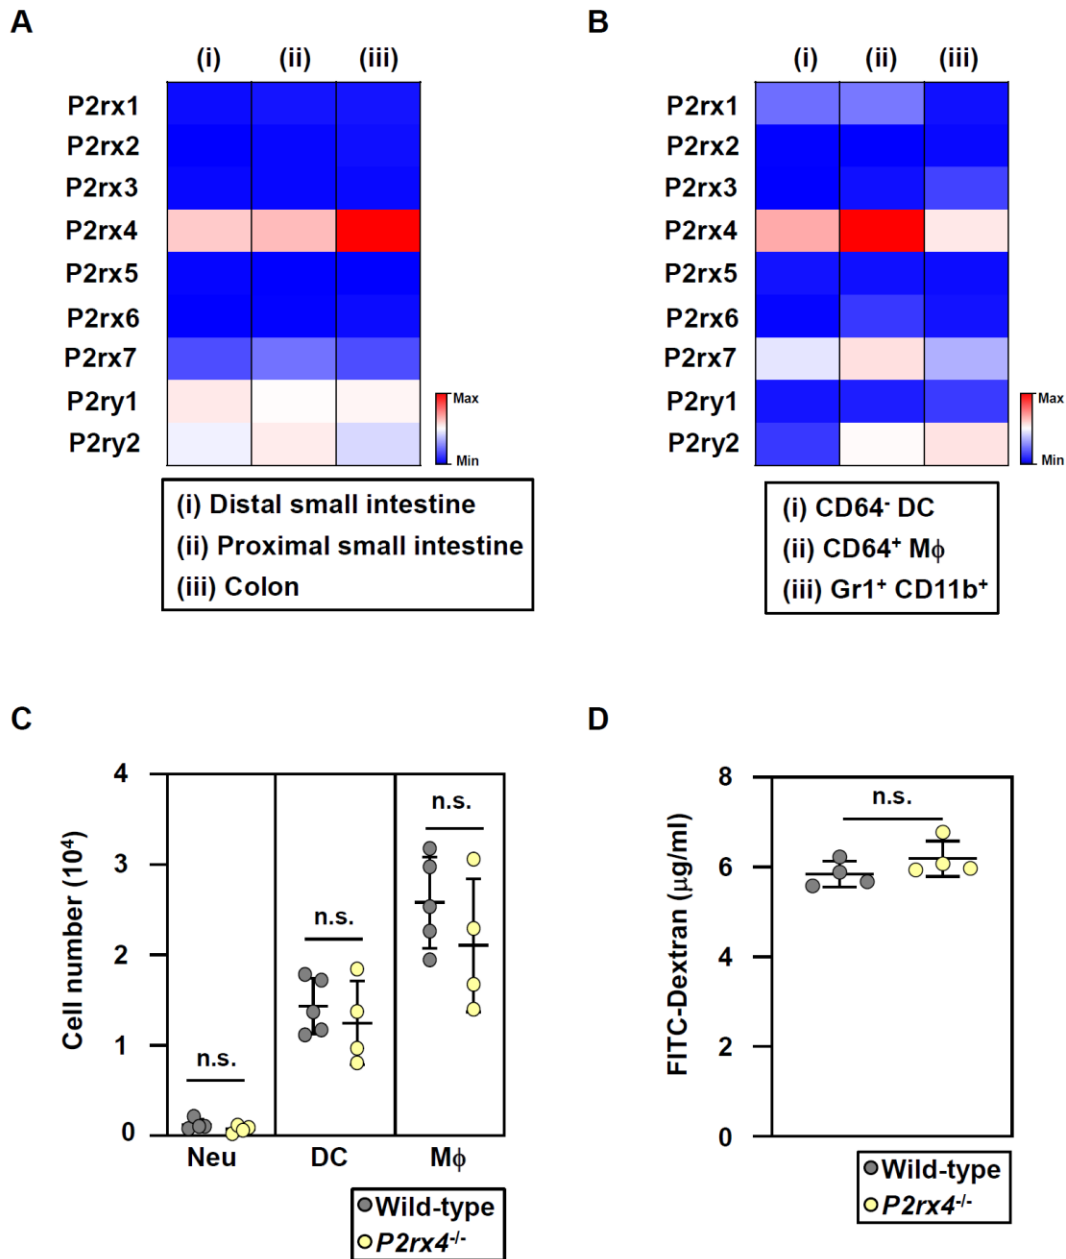 A
(i) (ii) (iii)
P2rx1
P2rx2
P2rx3
P2rx4
P2rx5
P2rx6
P2rx7
P2ry1
P2ry2
Max
Min
(i) Distal small intestine
(ii) Proximal small intestine
(iii) Colon
B
(i) (ii) (iii)
P2rx1
P2rx2
P2rx3
P2rx4
P2rx5
P2rx6
P2rx7
P2ry1
P2ry2
Max
Min
(i) CD64⁻ DC
(ii) CD64⁺ Mϕ
(iii) Gr1⁺ CD11b⁺
C
Cell number (10⁴)
4
3
2
1
0
n.s.
n.s.
n.s.
Neu DC Mϕ
Wild-type
P2rx4⁻/⁻
D
FITC-Dextran (μg/ml)
8
6
4
2
0
n.s.
Wild-type
P2rx4⁻/⁻